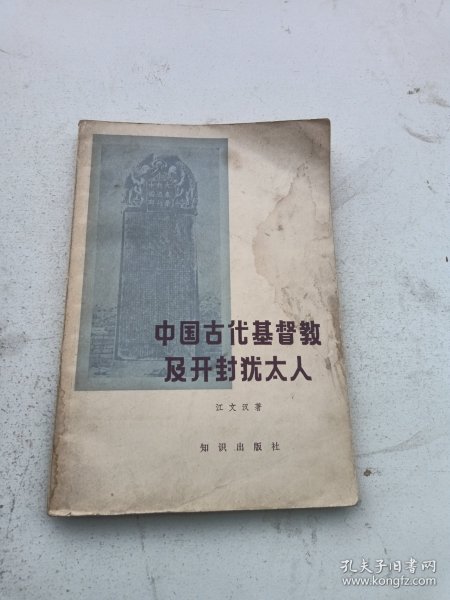 中国古代基督教
及开封犹太人
江文汉著
知识出版社
孔夫子旧书网
www.kongfz.com